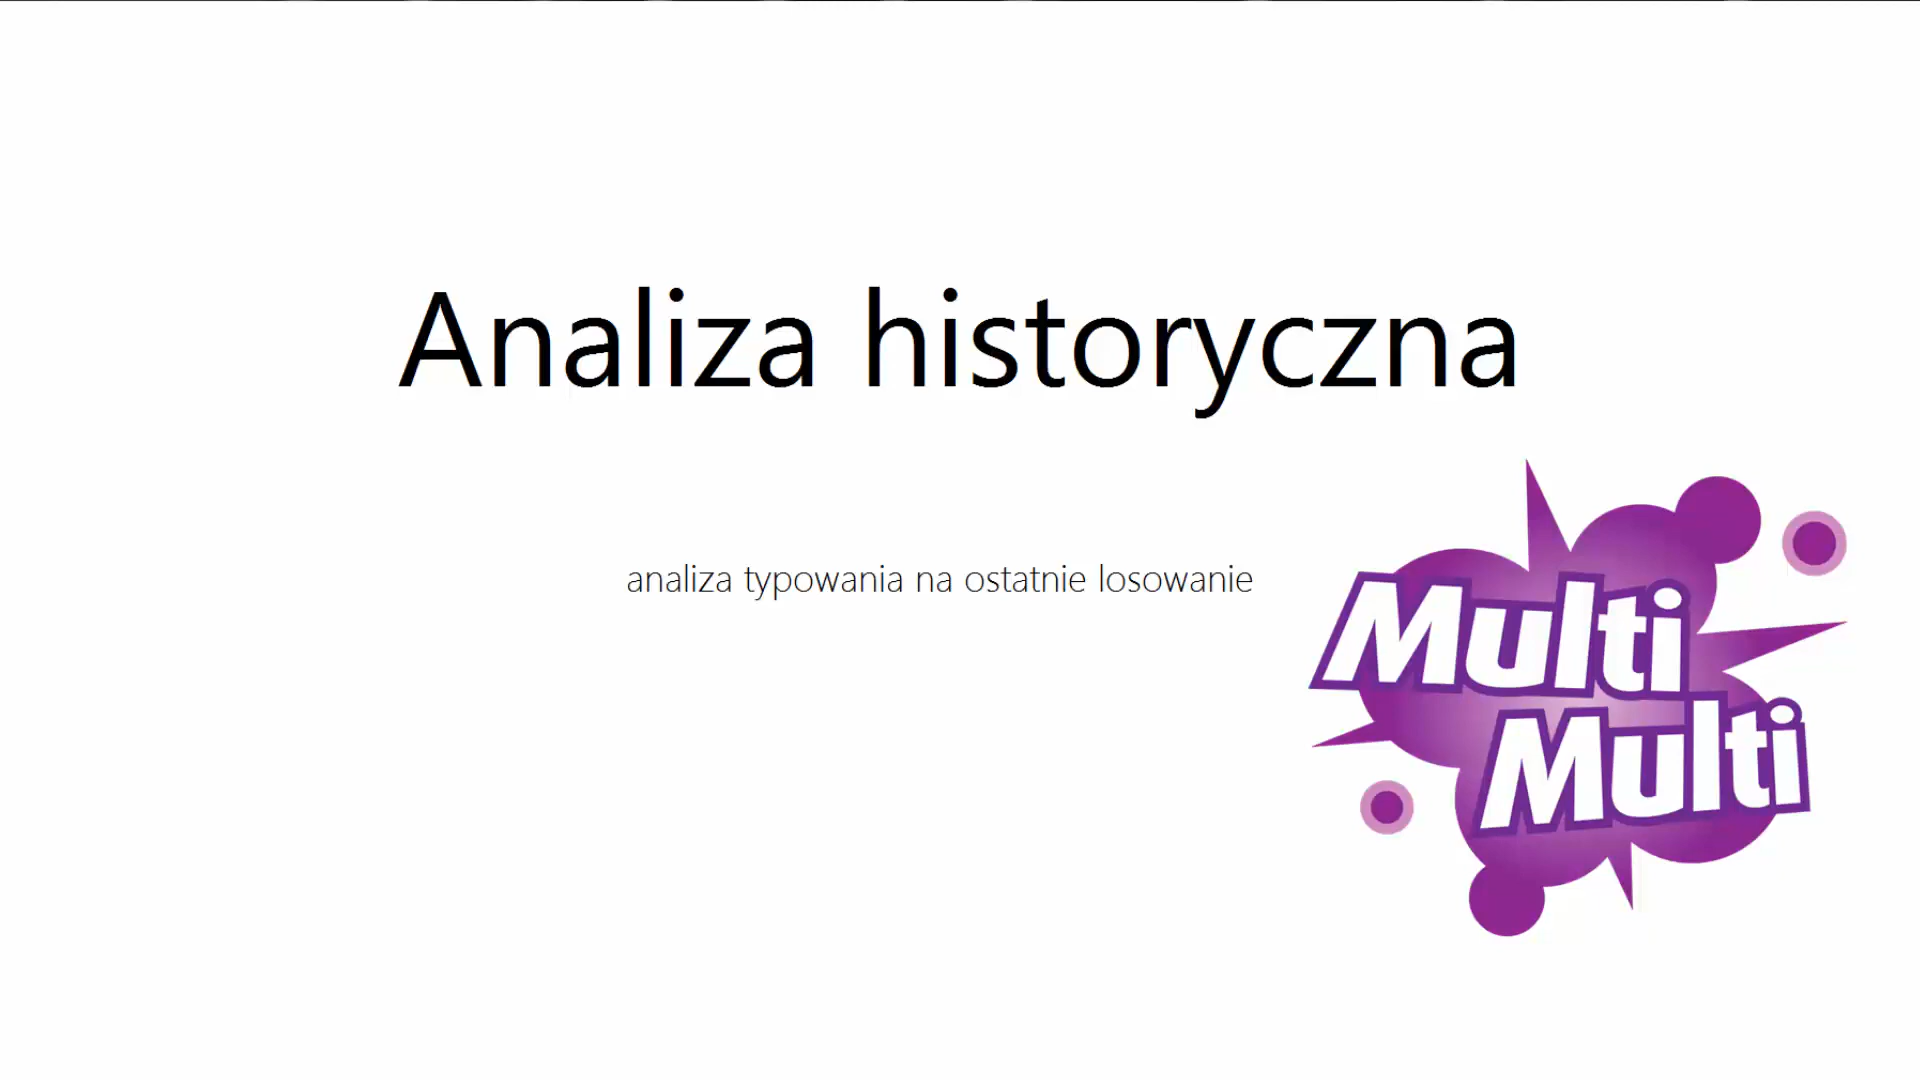 Analiza historyczna
analiza typowania na ostatnie losowanie
Multi
Multi